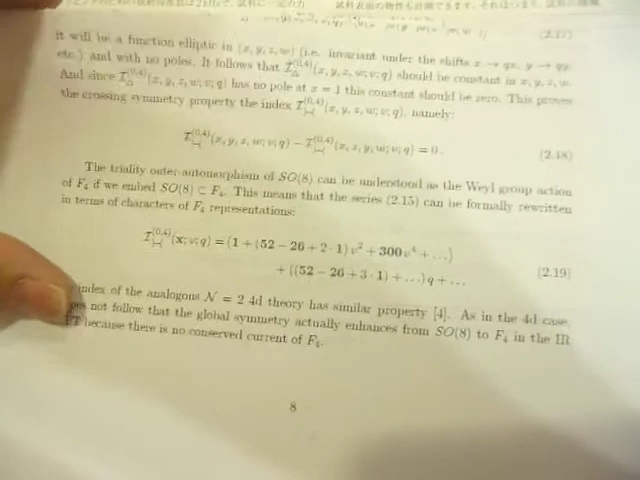 (2.17)
it will be a function elliptic in (x, y, z, w) (i.e. invariant under the shifts x → qx, y → qy,
etc.) and with no poles. It follows that I_△^{(0,4)}(x, y, z, w; v; q) should be constant in x, y, z, w.
And since I_△^{(0,4)}(x, y, z, w; v; q) has no pole at x = 1 this constant should be zero. This proves
the crossing symmetry property the index I^{(0,4)}(x, y, z, w; v; q), namely:
I^{(0,4)}(x, y, z, w; v; q) − I^{(0,4)}(x, z, y, w; v; q) = 0. (2.18)
The triality outer-automorphism of SO(8) can be understood as the Weyl group action
of F₄ if we embed SO(8) ⊂ F₄. This means that the series (2.15) can be formally rewritten
in terms of characters of F₄ representations:
I^{(0,4)}(x; v; q) = (1 + (52 − 26 + 2 · 1) v² + 300 v⁴ + ...)
+ ((52 − 26 + 3 · 1) + ...) q + ... (2.19)
index of the analogous N = 2 4d theory has similar property [4]. As in the 4d case,
not follow that the global symmetry actually enhances from SO(8) to F₄ in the IR
because there is no conserved current of F₄.
8